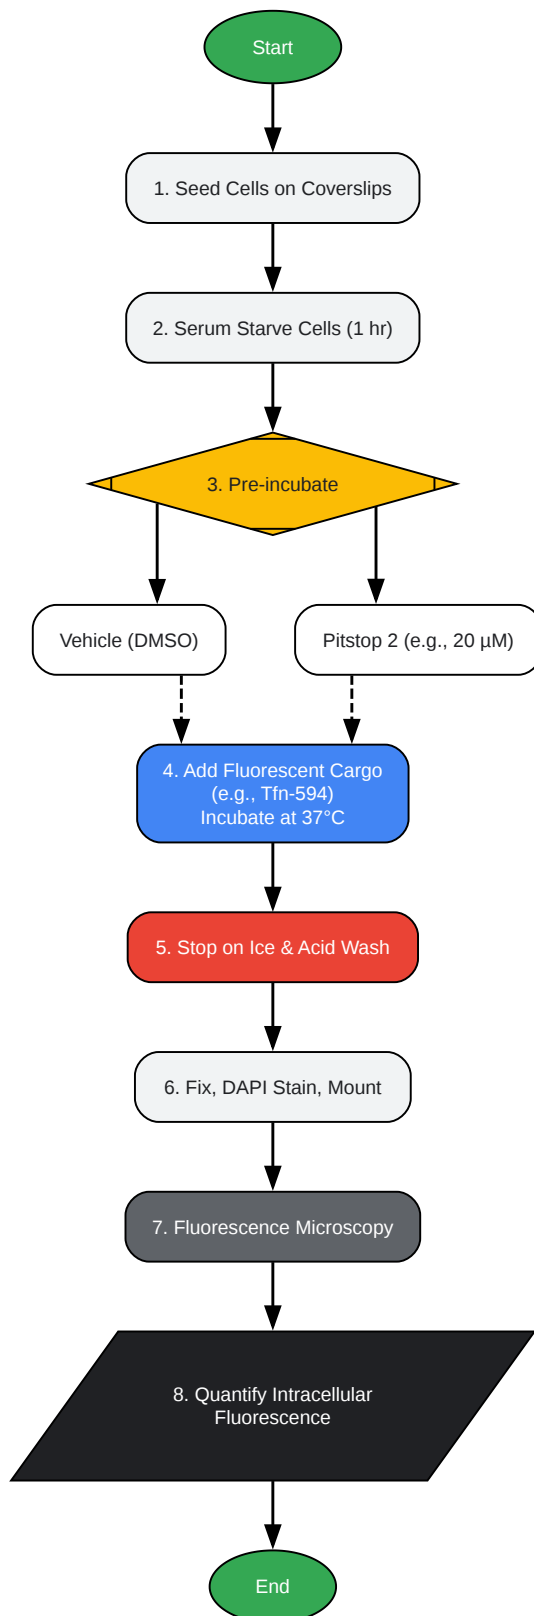 Start
1. Seed Cells on Coverslips
2. Serum Starve Cells (1 hr)
3. Pre-incubate
Vehicle (DMSO)
Pitstop 2 (e.g., 20 µM)
4. Add Fluorescent Cargo
(e.g., Tfn-594)
Incubate at 37°C
5. Stop on Ice & Acid Wash
6. Fix, DAPI Stain, Mount
7. Fluorescence Microscopy
8. Quantify Intracellular
Fluorescence
End